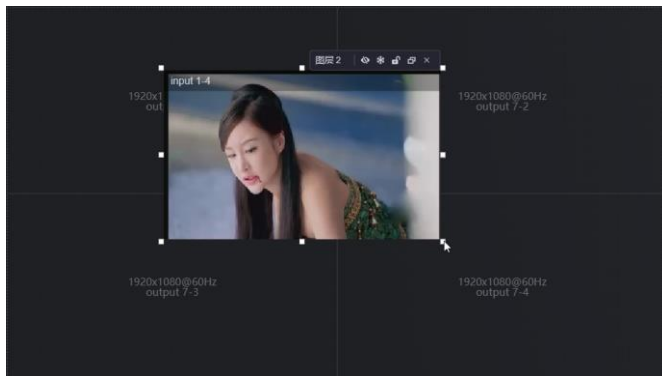 图层 2
input 1-4
1920x1
out
1920x1080@60Hz
output 7-2
1920x1080@60Hz
output 7-3
1920x1080@60Hz
output 7-4